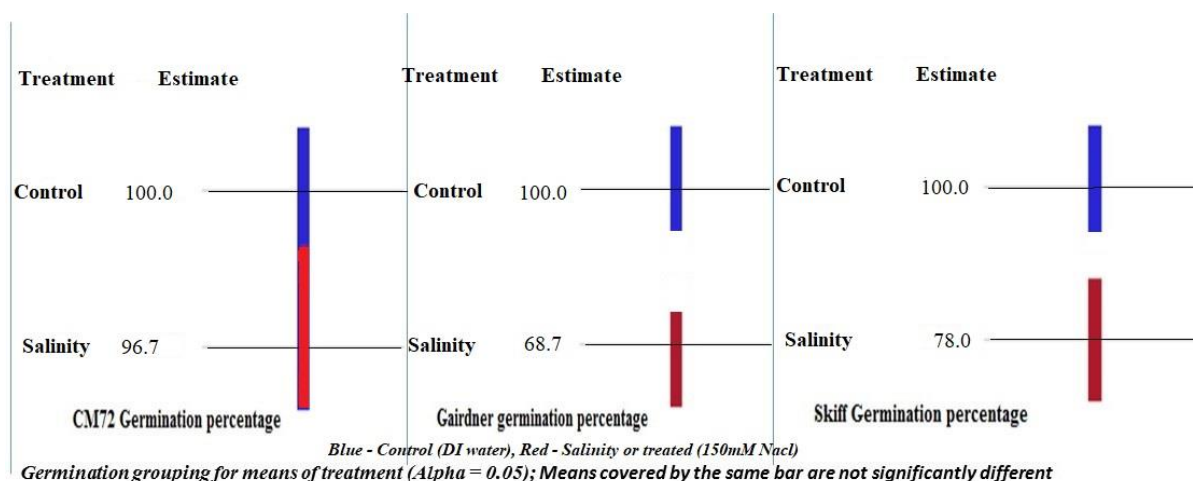 Treatment Estimate
Control 100.0
Salinity 96.7
CM72 Germination percentage
Treatment Estimate
Control 100.0
Salinity 68.7
Gairdner germination percentage
Treatment Estimate
Control 100.0
Salinity 78.0
Skiff Germination percentage
Blue - Control (DI water), Red - Salinity or treated (150mM Nacl)
Germination grouping for means of treatment (Alpha = 0.05); Means covered by the same bar are not significantly different